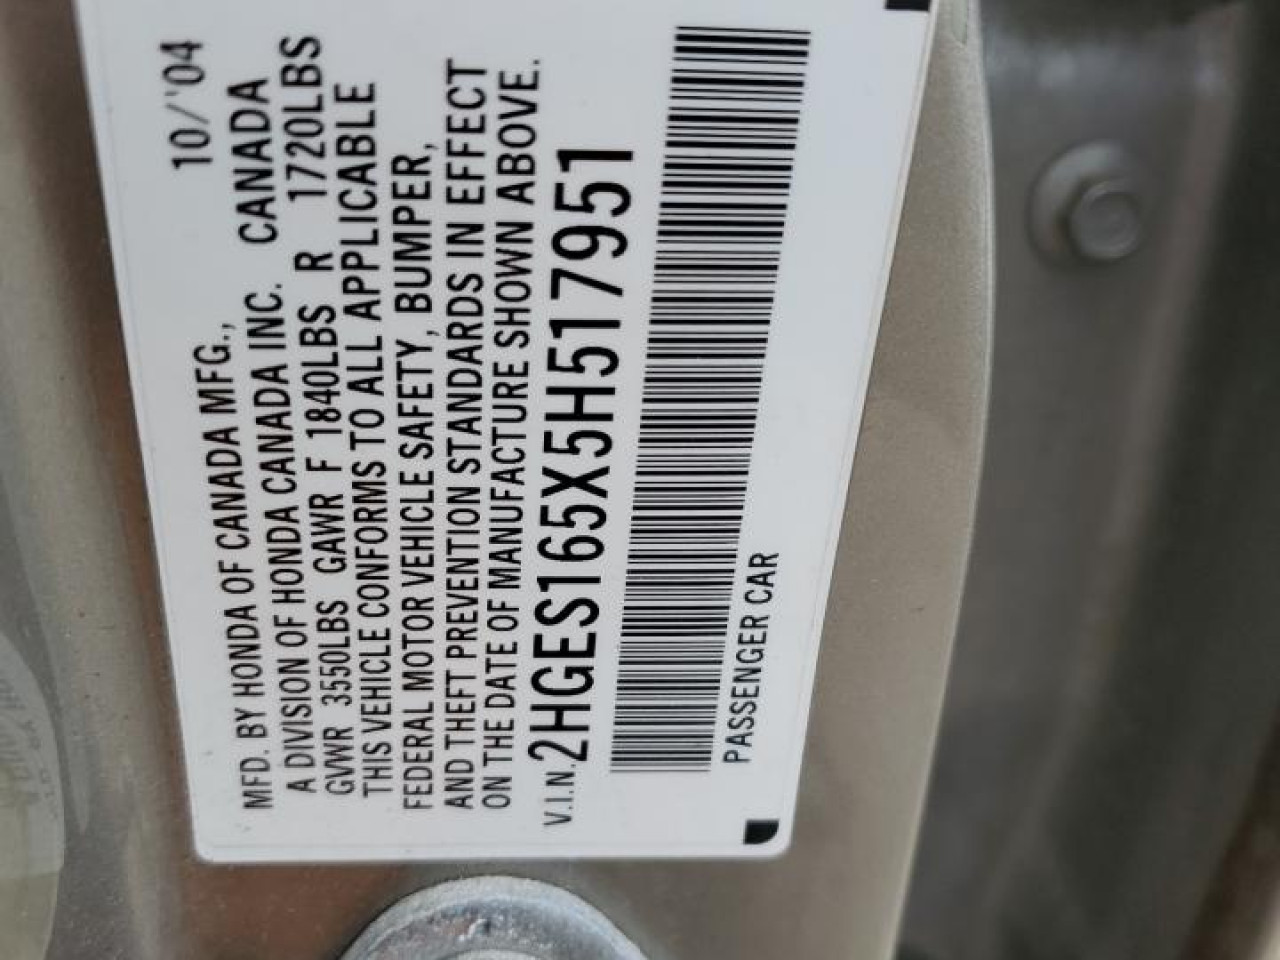 10/'04
MFD. BY HONDA OF CANADA MFG.,
A DIVISION OF HONDA CANADA INC. CANADA
GVWR 3550LBS GAWR F 1840LBS R 1720LBS
THIS VEHICLE CONFORMS TO ALL APPLICABLE
FEDERAL MOTOR VEHICLE SAFETY, BUMPER,
AND THEFT PREVENTION STANDARDS IN EFFECT
ON THE DATE OF MANUFACTURE SHOWN ABOVE.
V.I.N. 2HGES165X5H517951
PASSENGER CAR